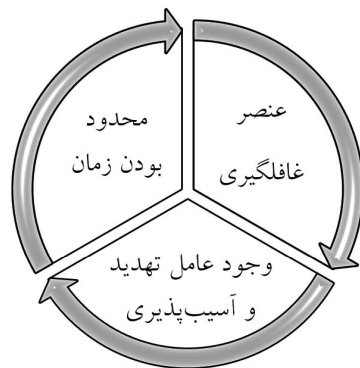 عنصر
غافلگیری
محدود
بودن زمان
وجود عامل تهدید
و آسیب‌پذیری